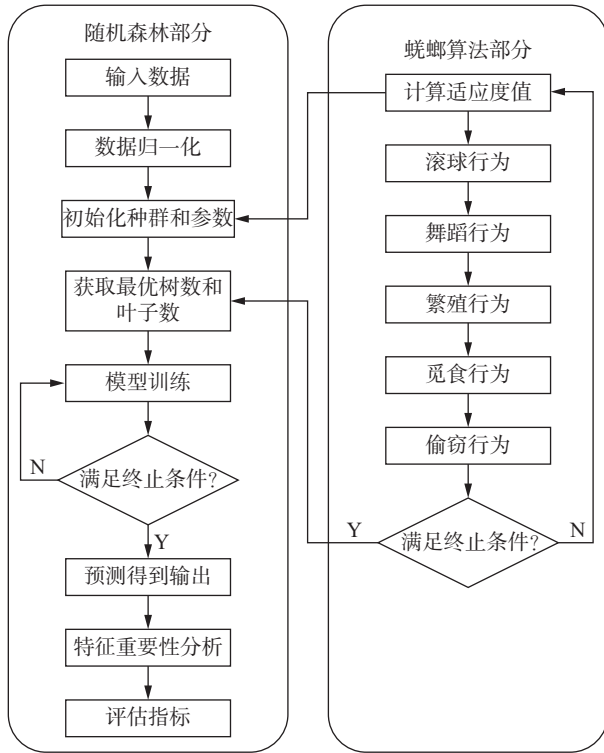 随机森林部分
输入数据
数据归一化
初始化种群和参数
获取最优树数和
叶子数
模型训练
N
满足终止条件?
Y
预测得到输出
特征重要性分析
评估指标
蜣螂算法部分
计算适应度值
滚球行为
舞蹈行为
繁殖行为
觅食行为
偷窃行为
Y
满足终止条件?
N